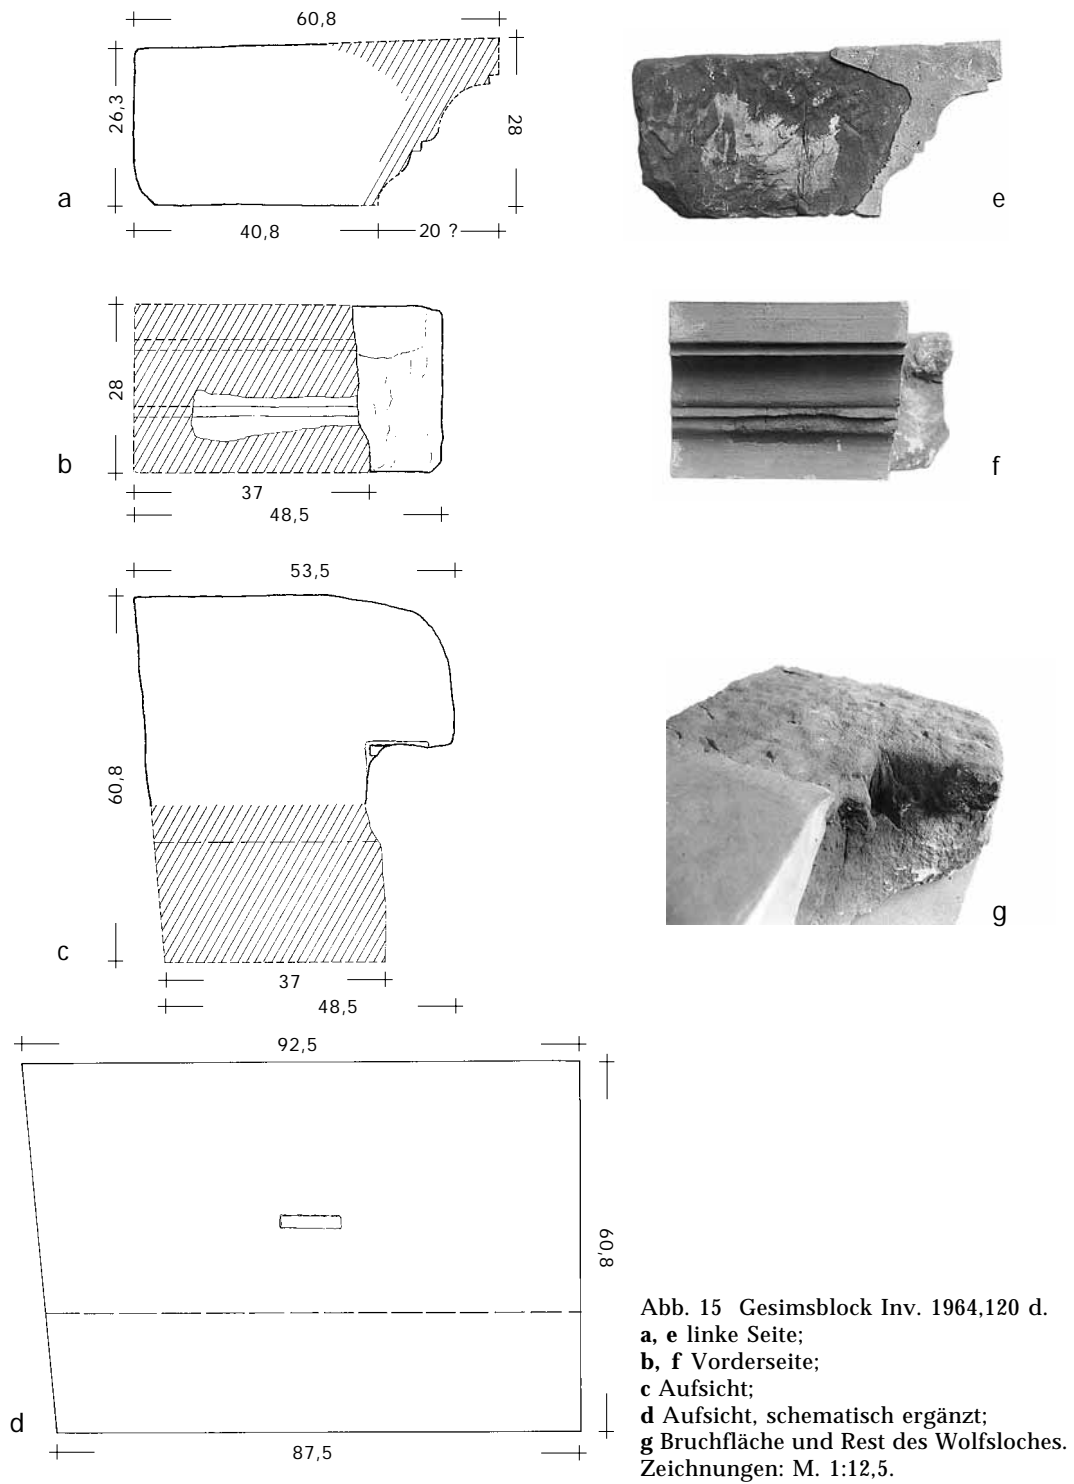 60,8
26,3
28
a
40,8
20 ?
e
28
b
37
48,5
f
53,5
60,8
c
37
48,5
g
92,5
60,8
d
87,5
Abb. 15 Gesimsblock Inv. 1964,120 d.
a, e linke Seite;
b, f Vorderseite;
c Aufsicht;
d Aufsicht, schematisch ergänzt;
g Bruchfläche und Rest des Wolfsloches.
Zeichnungen: M. 1:12,5.